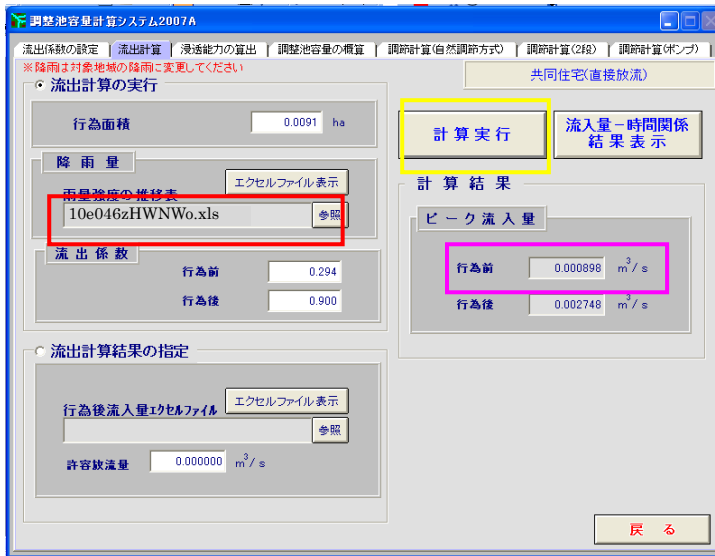 調整池容量計算システム2007A
流出係数の設定 流出計算 浸透能力の算出 調整池容量の概算 調節計算(自然調節方式) 調節計算(2段) 調節計算(ポンプ)
※降雨は対象地域の降雨に変更してください
共同住宅(直接放流)
流出計算の実行
行為面積 0.0091 ha
計算実行
流入量－時間関係
結果表示
降雨量
エクセルファイル表示
雨量強度の推移表
10e046zHWNWo.xls 参照
計算結果
ピーク流入量
流出係数
行為前 0.294
行為後 0.900
行為前 0.000898 m3/s
行為後 0.002748 m3/s
流出計算結果の指定
エクセルファイル表示
行為後流入量エクセルファイル
参照
許容放流量 0.000000 m3/s
戻る